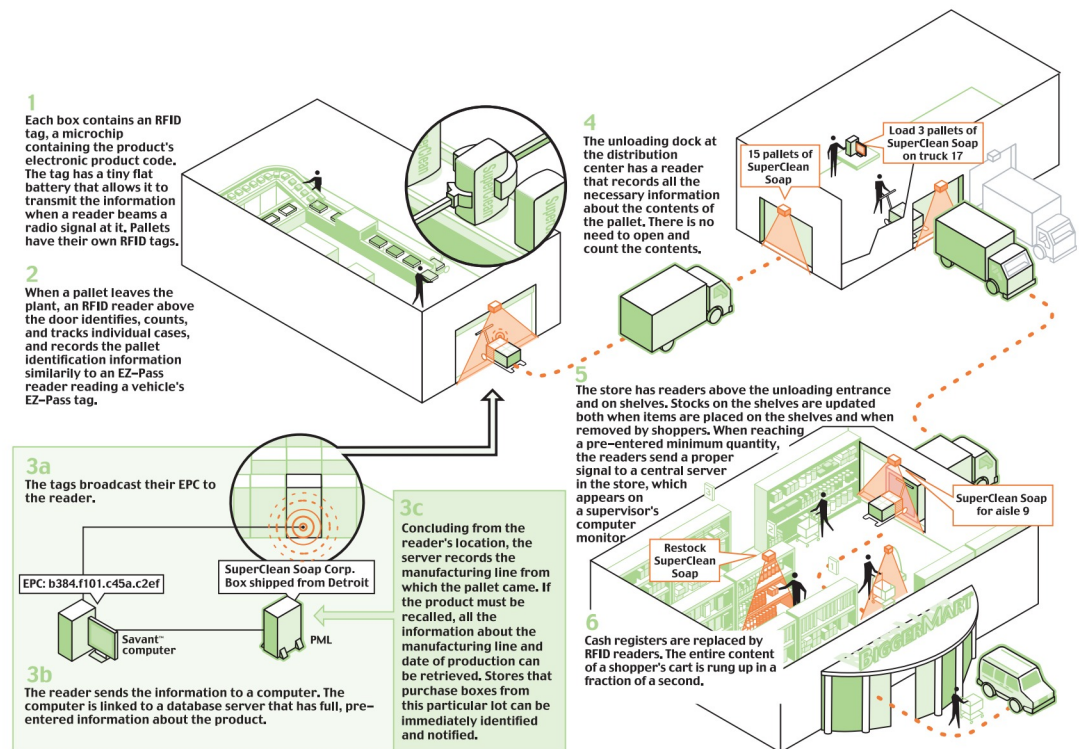 1
Each box contains an RFID
tag, a microchip
containing the product's
electronic product code.
The tag has a tiny flat
battery that allows it to
transmit the information
when a reader beams a
radio signal at it. Pallets
have their own RFID tags.
2
When a pallet leaves the
plant, an RFID reader above
the door identifies, counts,
and tracks individual cases,
and records the pallet
identification information
similarly to an EZ–Pass
reader reading a vehicle's
EZ–Pass tag.
SuperClean
3a
The tags broadcast their EPC to
the reader.
EPC: b384.f101.c45a.c2ef
SuperClean Soap Corp.
Box shipped from Detroit
Savant™
computer
PML
3b
The reader sends the information to a computer. The
computer is linked to a database server that has full, pre–
entered information about the product.
3c
Concluding from the
reader's location, the
server records the
manufacturing line from
which the pallet came. If
the product must be
recalled, all the
information about the
manufacturing line and
date of production can
be retrieved. Stores that
purchase boxes from
this particular lot can be
immediately identified
and notified.
4
The unloading dock at
the distribution
center has a reader
that records all the
necessary information
about the contents of
the pallet. There is no
need to open and
count the contents.
15 pallets of
SuperClean
Soap
Load 3 pallets of
SuperClean Soap
on truck 17
5
The store has readers above the unloading entrance
and on shelves. Stocks on the shelves are updated
both when items are placed on the shelves and when
removed by shoppers. When reaching
a pre–entered minimum quantity,
the readers send a proper
signal to a central server
in the store, which
appears on
a supervisor's
computer
monitor
SuperClean Soap
for aisle 9
Restock
SuperClean
Soap
6
Cash registers are replaced by
RFID readers. The entire content
of a shopper's cart is rung up in a
fraction of a second.
BIGGERMART